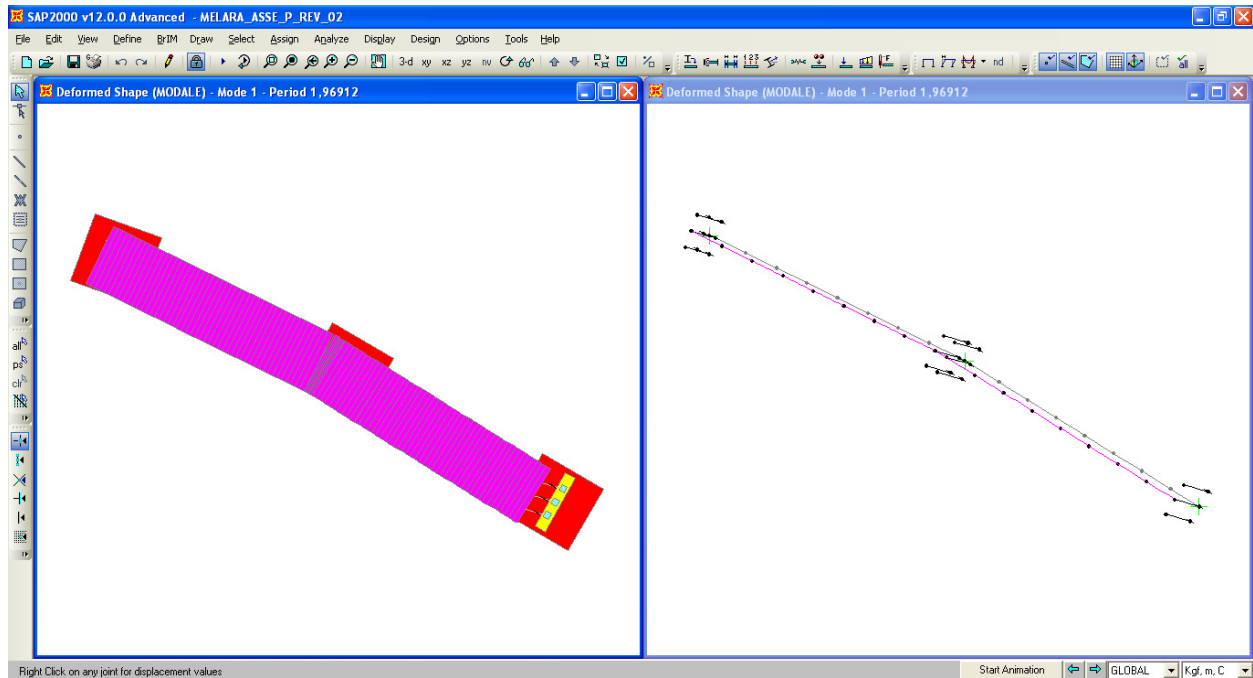 SAP2000 v12.0.0 Advanced - MELARA_ASSE_P_REV_02
File Edit View Define BrIM Draw Select Assign Analyze Display Design Options Tools Help
3-d xy xz yz nv nd
Deformed Shape (MODALE) - Mode 1 - Period 1,96912
Deformed Shape (MODALE) - Mode 1 - Period 1,96912
all
ps
clr
Right Click on any joint for displacement values
Start Animation
GLOBAL
Kgf, m, C